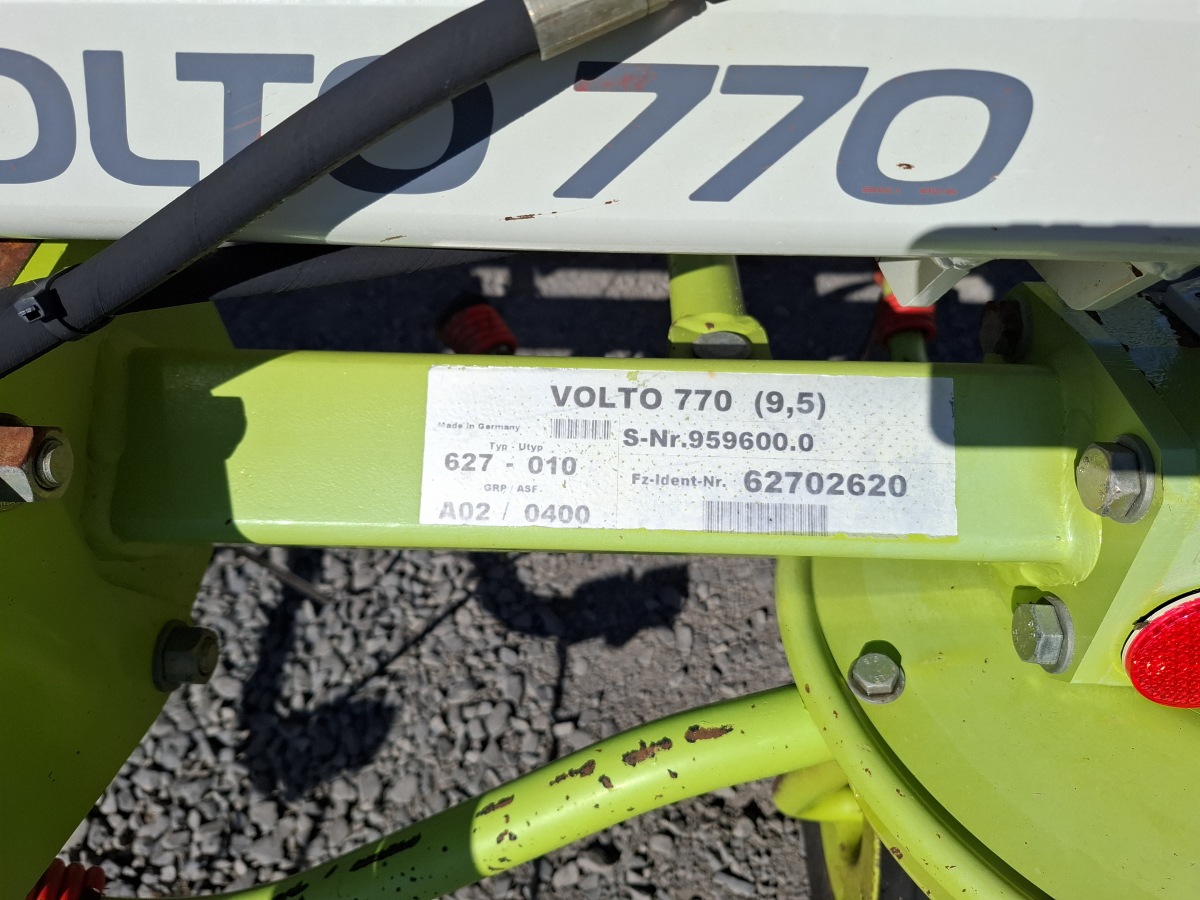 OLTO 770
VOLTO 770 (9,5)
Made in Germany
S-Nr.959600.0
Typ - Utyp
627 - 010
Fz-Ident-Nr. 62702620
GRP / ASF.
A02 / 0400